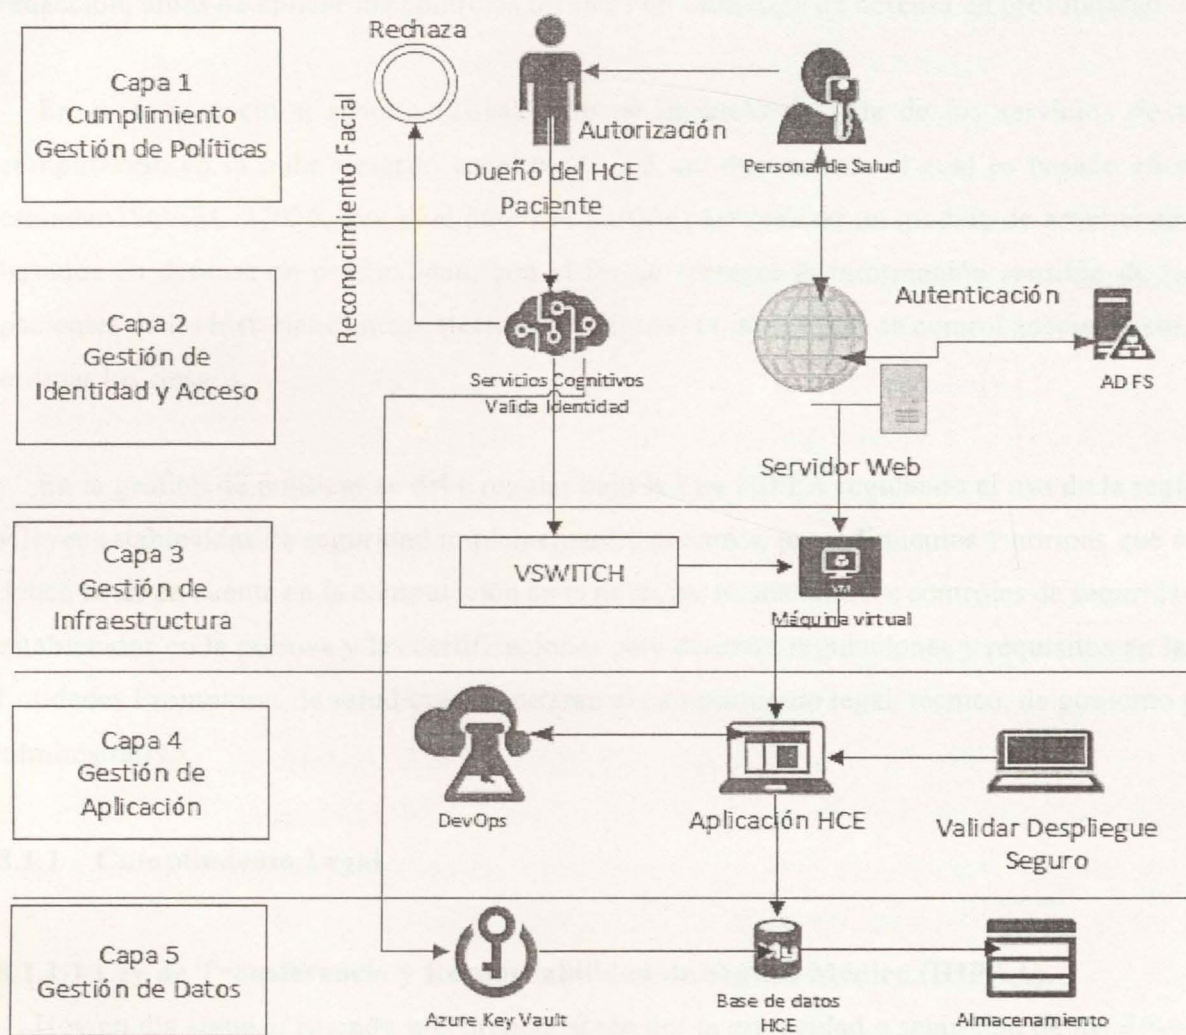 Rechaza
Capa 1
Cumplimiento
Gestión de Políticas
Reconocimiento Facial
Autorización
Dueño del HCE
Paciente
Personal de Salud
Capa 2
Gestión de
Identidad y Acceso
Servicios Cognitivos
Valida Identidad
Autenticación
AD FS
Servidor Web
Capa 3
Gestión de
Infraestructura
VSWITCH
Máquina virtual
Capa 4
Gestión de
Aplicación
DevOps
Aplicación HCE
Validar Despliegue
Seguro
Capa 5
Gestión de Datos
Azure Key Vault
Base de datos
HCE
Almacenamiento